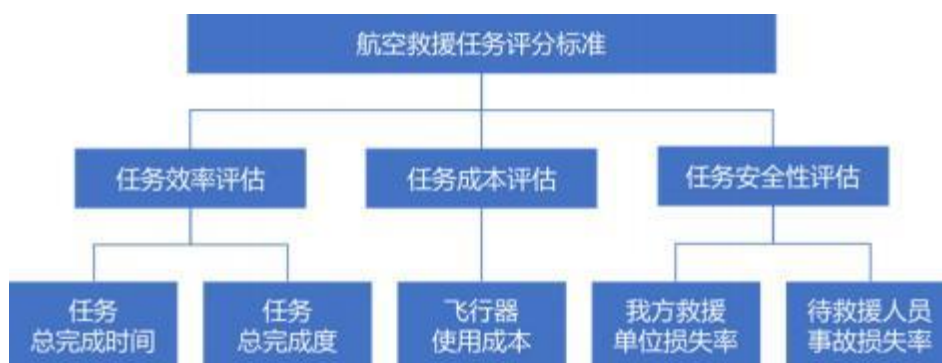 航空救援任务评分标准
任务效率评估
任务成本评估
任务安全性评估
任务
总完成时间
任务
总完成度
飞行器
使用成本
我方救援
单位损失率
待救援人员
事故损失率